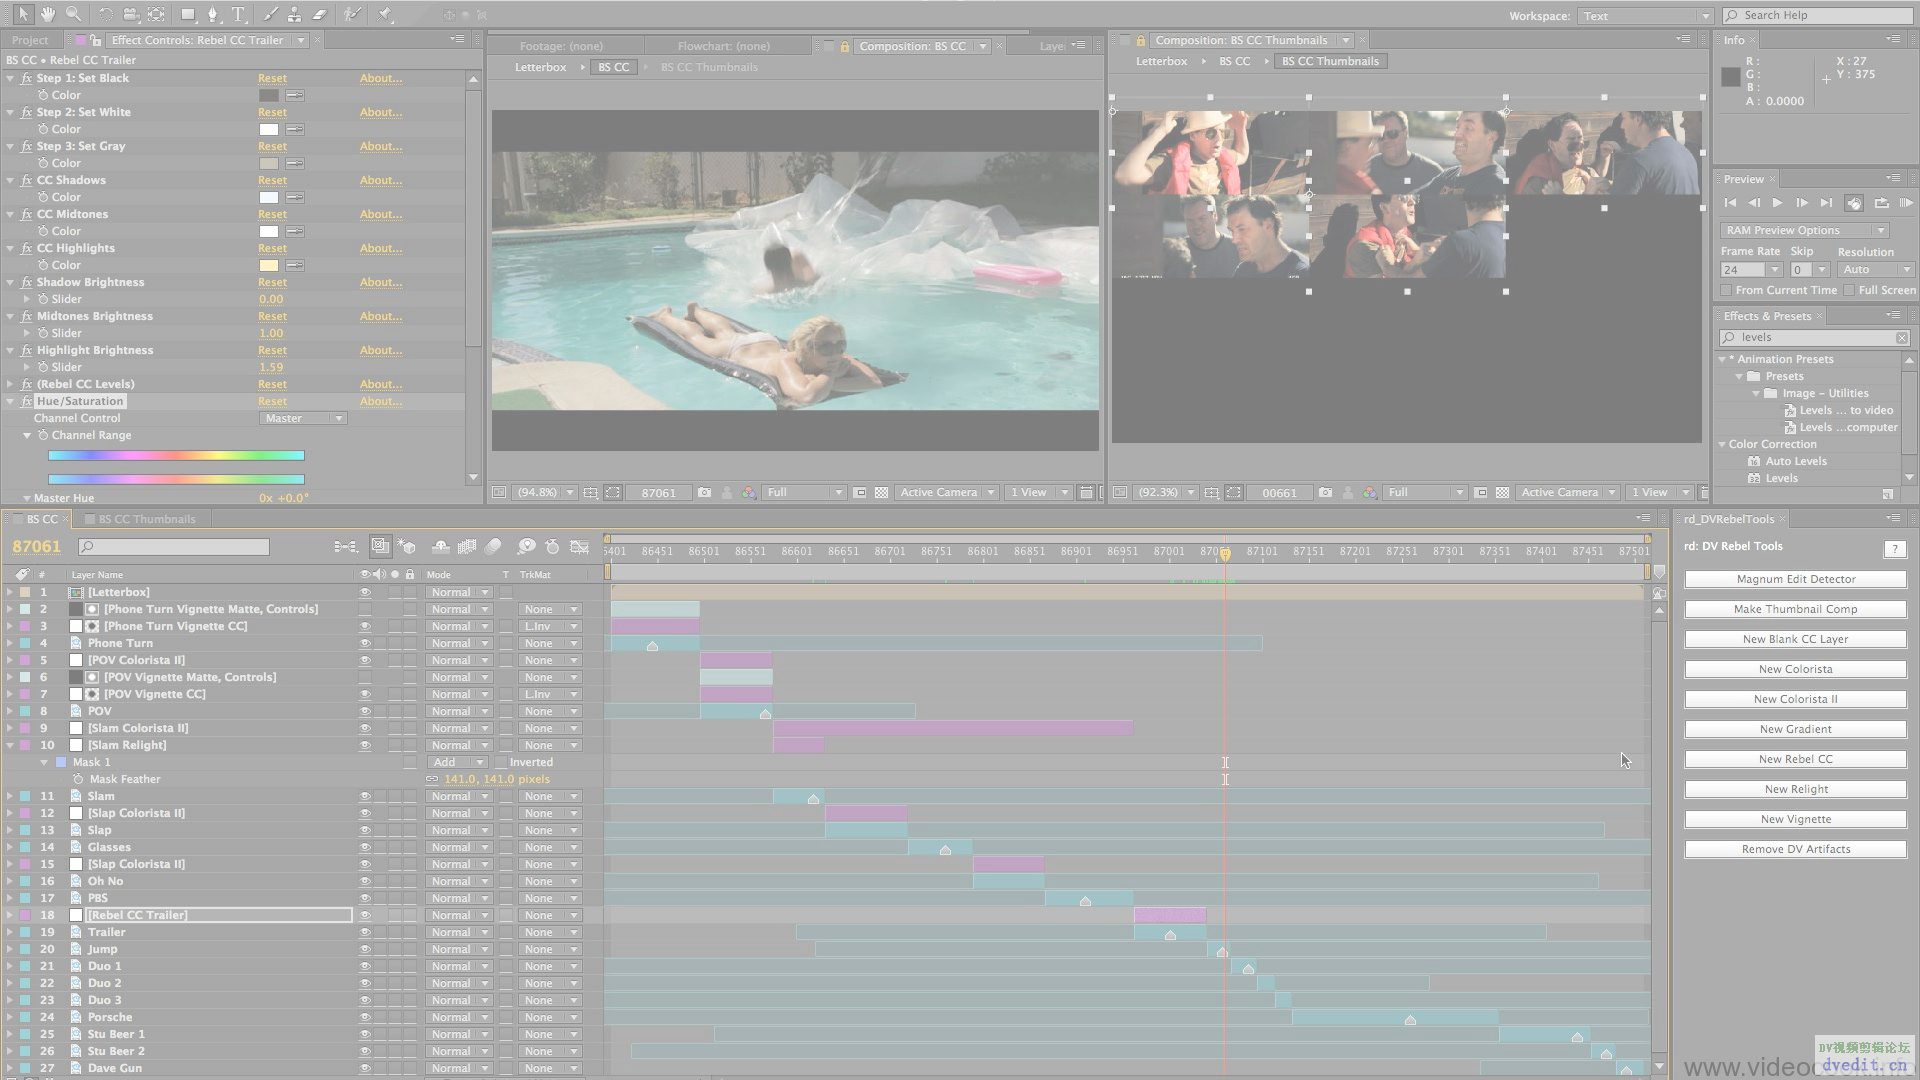 Workspace: Text
Search Help
Project
Effect Controls: Rebel CC Trailer
BS CC • Rebel CC Trailer
Step 1: Set Black Reset About...
Color
Step 2: Set White Reset About...
Color
Step 3: Set Gray Reset About...
Color
CC Shadows Reset About...
Color
CC Midtones Reset About...
Color
CC Highlights Reset About...
Color
Shadow Brightness Reset About...
Slider 0.00
Midtones Brightness Reset About...
Slider 1.00
Highlight Brightness Reset About...
Slider 1.59
(Rebel CC Levels) Reset About...
Hue/Saturation Reset About...
Channel Control Master
Channel Range
Master Hue 0x +0.0°
Footage: (none) Flowchart: (none) Composition: BS CC Laye
Letterbox BS CC BS CC Thumbnails
(94.8%) 87061 Full Active Camera 1 View
Composition: BS CC Thumbnails
Letterbox BS CC BS CC Thumbnails
(92.3%) 00661 Full Active Camera 1 View
Info
R : X : 27
G : Y : 375
B :
A : 0.0000
Preview
RAM Preview Options
Frame Rate Skip Resolution
24 0 Auto
From Current Time Full Screen
Effects & Presets
levels
* Animation Presets
Presets
Image – Utilities
Levels ... to video
Levels ...computer
Color Correction
Auto Levels
Levels
BS CC BS CC Thumbnails
87061
# Layer Name Mode T TrkMat
6401 86451 86501 86551 86601 86651 86701 86751 86801 86851 86901 86951 87001 87101 87151 87201 87251 87301 87351 87401 87451 87501
1 [Letterbox] Normal
2 [Phone Turn Vignette Matte, Controls] Normal None
3 [Phone Turn Vignette CC] Normal L.Inv
4 Phone Turn Normal None
5 [POV Colorista II] Normal None
6 [POV Vignette Matte, Controls] Normal None
7 [POV Vignette CC] Normal L.Inv
8 POV Normal None
9 [Slam Colorista II] Normal None
10 [Slam Relight] Normal None
Mask 1 Add Inverted
Mask Feather 141.0, 141.0 pixels
11 Slam Normal None
12 [Slap Colorista II] Normal None
13 Slap Normal None
14 Glasses Normal None
15 [Slap Colorista II] Normal None
16 Oh No Normal None
17 PBS Normal None
18 [Rebel CC Trailer] Normal None
19 Trailer Normal None
20 Jump Normal None
21 Duo 1 Normal None
22 Duo 2 Normal None
23 Duo 3 Normal None
24 Porsche Normal None
25 Stu Beer 1 Normal None
26 Stu Beer 2 Normal None
27 Dave Gun Normal None
rd_DVRebelTools
rd: DV Rebel Tools ?
Magnum Edit Detector
Make Thumbnail Comp
New Blank CC Layer
New Colorista
New Colorista II
New Gradient
New Rebel CC
New Relight
New Vignette
Remove DV Artifacts
DV视频剪辑论坛
dvedit.cn